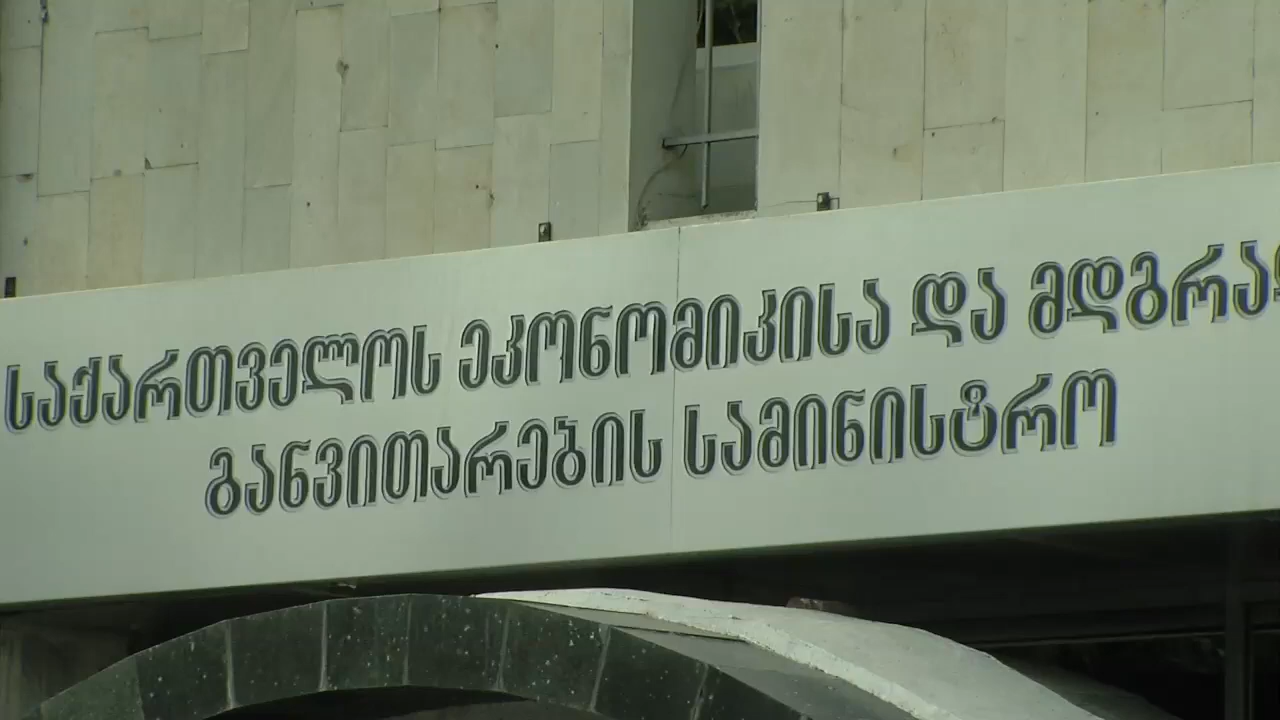 საქართველოს ეკონომიკისა და მდგრა
განვითარების სამინისტრო